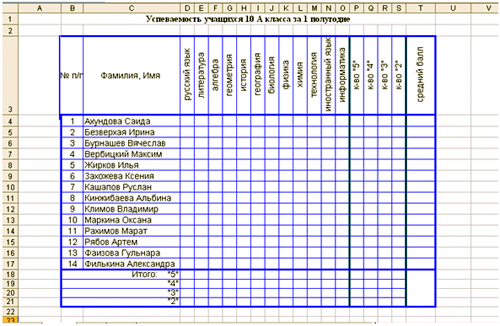 A B C D E F G H I J K L M N O P Q R S T U
1 Успеваемость учащихся 10 А класса за 1 полугодие
2
3 № п/п Фамилия, Имя русский язык литература алгебра геометрия история география биология физика химия технология иностранный язык информатика к-во "5" к-во "4" к-во "3" к-во "2" средний балл
4 1 Ахундова Саида
5 2 Безверхая Ирина
6 3 Бурнашев Вячеслав
7 4 Вербицкий Максим
8 5 Жирков Илья
9 6 Захожева Ксения
10 7 Кашапов Руслан
11 8 Кинжибаева Альбина
12 9 Климов Владимир
13 10 Маркина Оксана
14 11 Рахимов Марат
15 12 Рябов Артем
16 13 Фаизова Гульнара
17 14 Филькина Александра
18 Итого: "5"
19 "4"
20 "3"
21 "2"
22
23